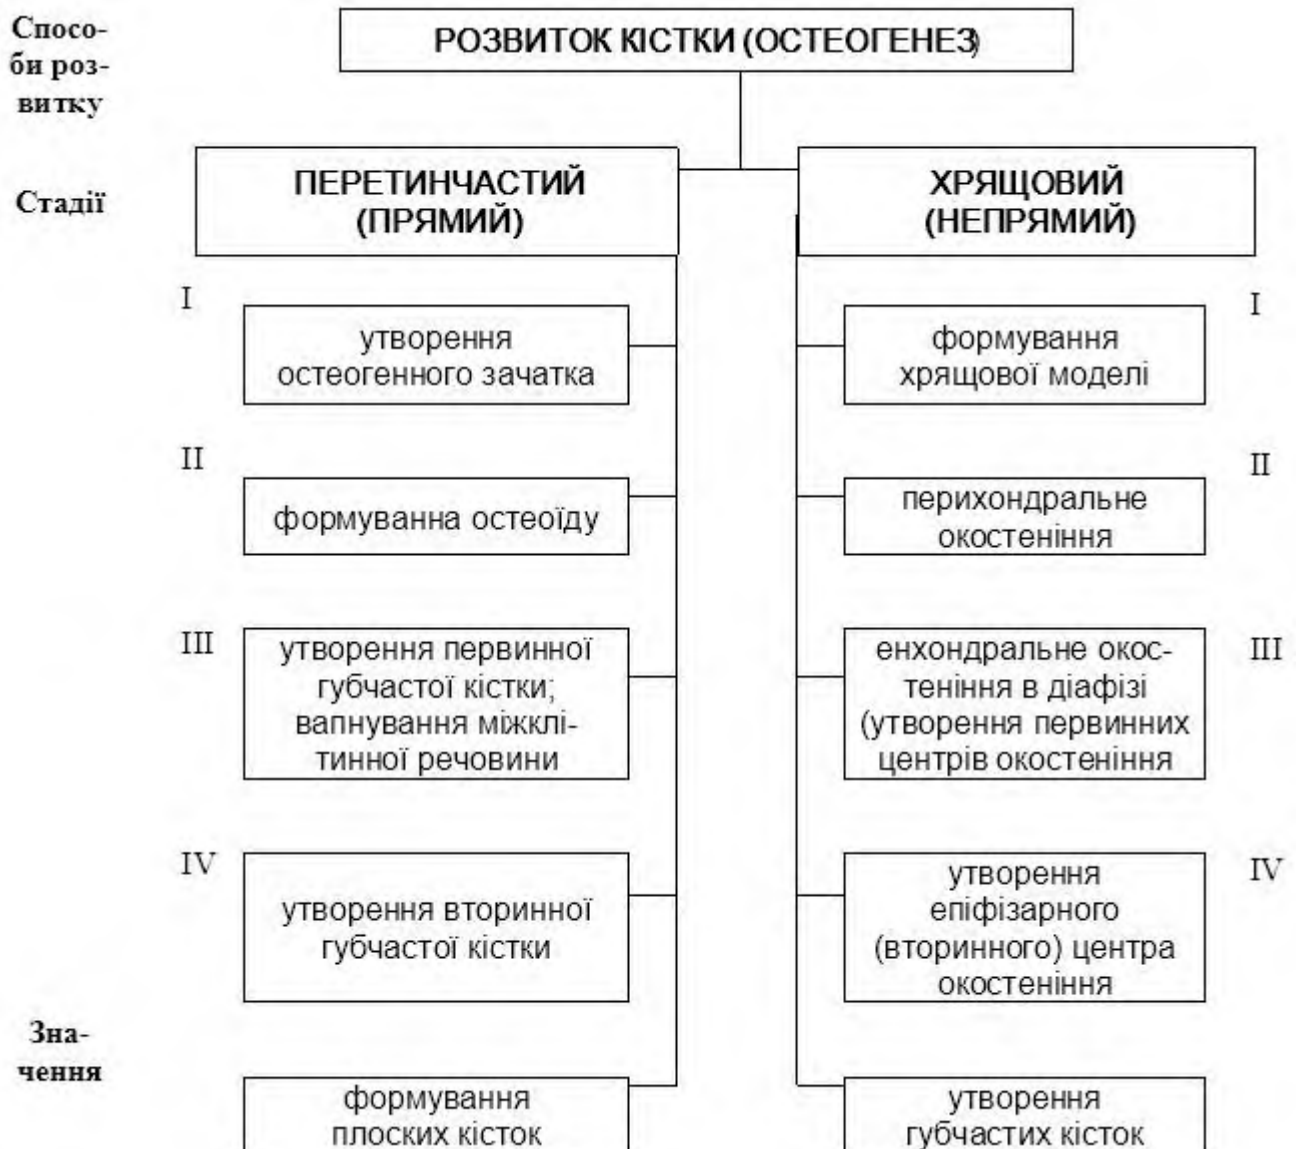 Спосо-
би роз-
витку
РОЗВИТОК КІСТКИ (ОСТЕОГЕНЕЗ)
Стадії
ПЕРЕТИНЧАСТИЙ
(ПРЯМИЙ)
ХРЯЩОВИЙ
(НЕПРЯМИЙ)
I
утворення
остеогенного зачатка
формування
хрящової моделі
I
II
формуванна остеоїду
перихондральне
окостеніння
II
III
утворення первинної
губчастої кістки;
вапнування міжклі-
тинної речовини
енхондральне окос-
теніння в діафізі
(утворення первинних
центрів окостеніння
III
IV
утворення вторинної
губчастої кістки
утворення
епіфізарного
(вторинного) центра
окостеніння
IV
Зна-
чення
формування
плоских кісток
утворення
губчастих кісток